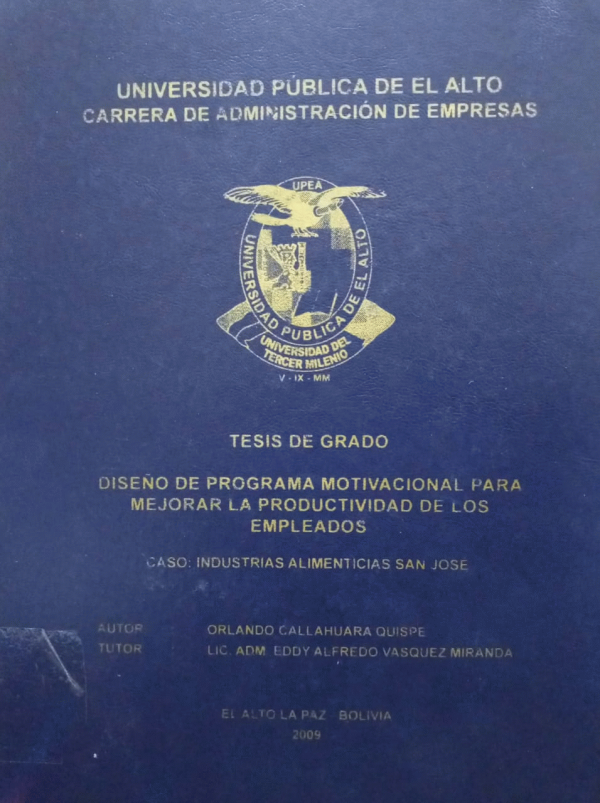 UNIVERSIDAD PÚBLICA DE EL ALTO
CARRERA DE ADMINISTRACIÓN DE EMPRESAS
UPEA
UNIVERSIDAD PUBLICA DE EL ALTO
UNIVERSIDAD DEL
TERCER MILENIO
V - IX - MM
TESIS DE GRADO
DISEÑO DE PROGRAMA MOTIVACIONAL PARA
MEJORAR LA PRODUCTIVIDAD DE LOS
EMPLEADOS
CASO: INDUSTRIAS ALIMENTICIAS SAN JOSE
AUTOR ORLANDO CALLAHUARA QUISPE
TUTOR LIC. ADM. EDDY ALFREDO VASQUEZ MIRANDA
EL ALTO LA PAZ BOLIVIA
2009